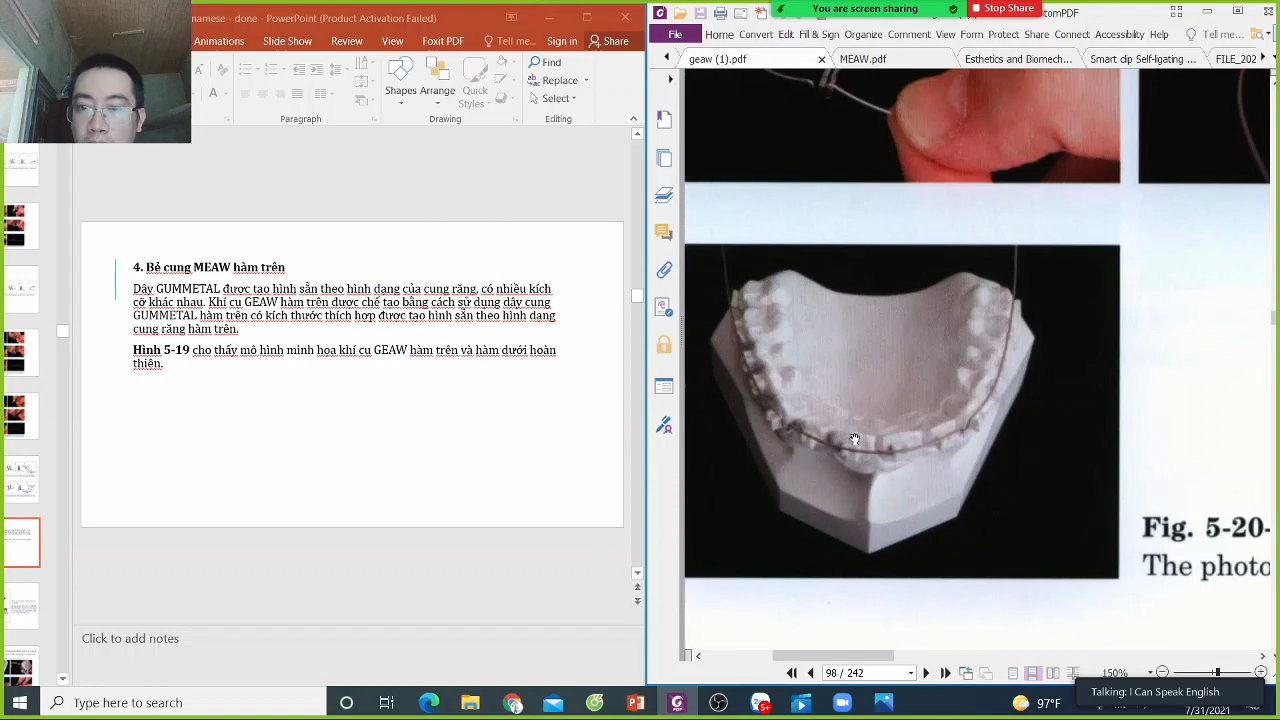 namese - done - PowerPoint (Product Activation Failed)
You are screen sharing
Stop Share
Animations Slide Show Review View Foxit PDF Tell me... Sign in Share
File Home Convert Edit Fill & Sign Organize Comment View Form Protect Share Connect Help Tell me...
geaw (1).pdf
MEAW.pdf
Esthetics and Biomech...
Smart dip Self-ligating ...
FILE_202
Shapes Arrange Quick Styles
Find
Replace
Select
Paragraph Drawing Editing
4. Bẻ cung MEAW hàm trên
Dây GUMMETAL được tạo hình sẵn theo hình dạng của cung răng, có nhiều kích
cỡ khác nhau. Khí cụ GEAW hàm trên được chế tạo bằng cách sử dụng dây cung
GUMMETAL hàm trên có kích thước thích hợp được tạo hình sẵn theo hình dạng
cung răng hàm trên.
Hình 5-19 cho thấy mô hình minh họa khí cụ GEAW hàm trên và hàm dưới hoàn
thiện.
Fig. 5-20-
The photo
Click to add notes
98 / 242
150%
Talking: I Can Speak English
Type here to search
97°F
7/31/2021